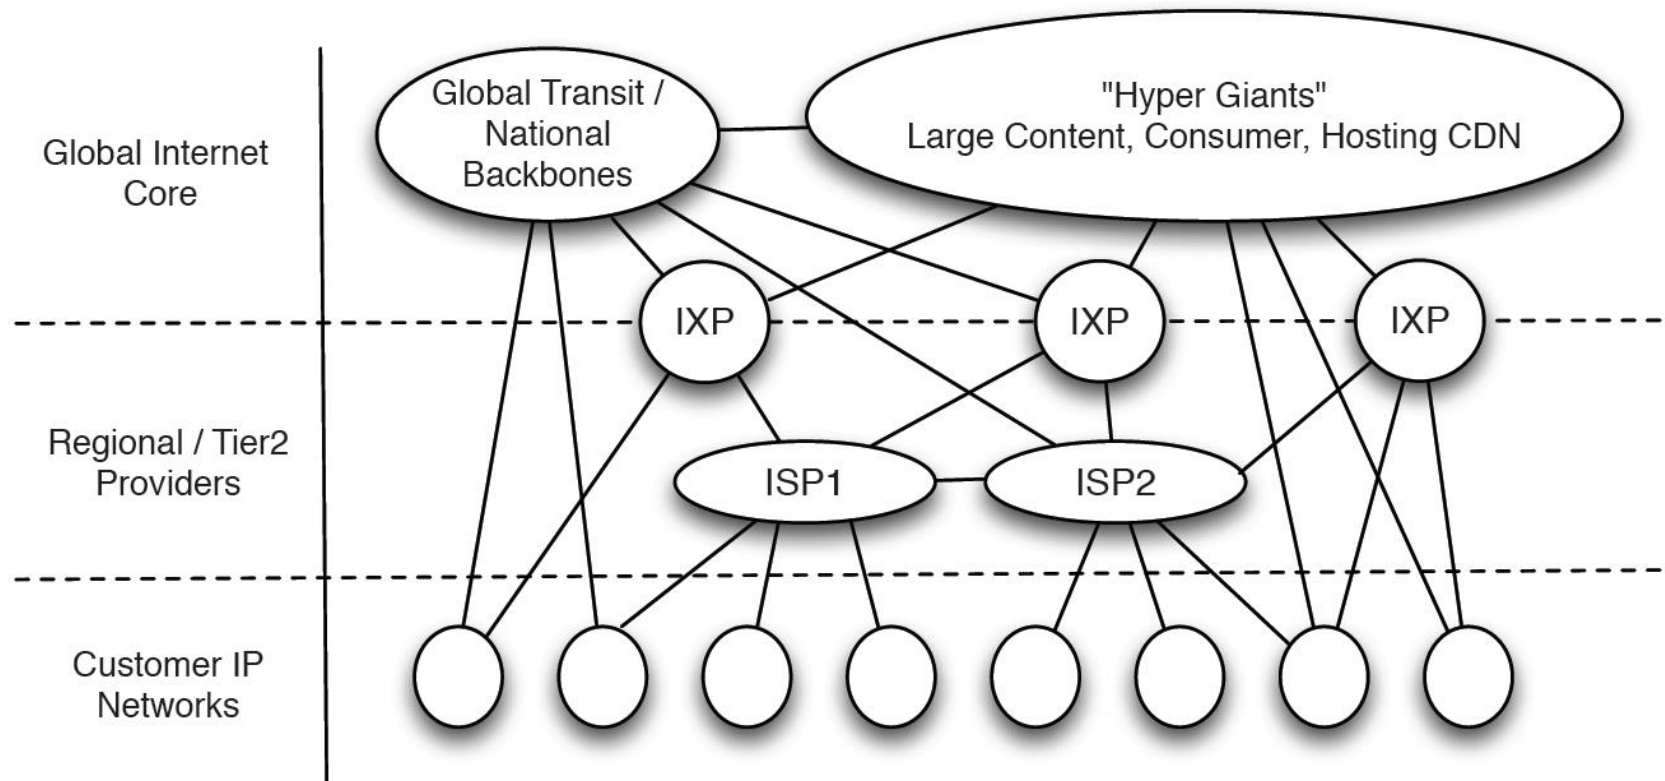 Global Transit /
National
Backbones
"Hyper Giants"
Large Content, Consumer, Hosting CDN
Global Internet
Core
IXP
IXP
IXP
Regional / Tier2
Providers
ISP1
ISP2
Customer IP
Networks